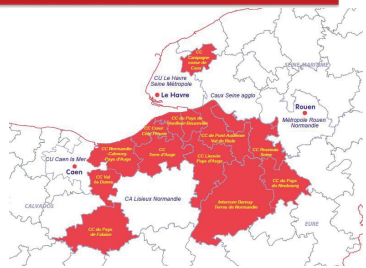 CC
Campagne
oise de
Caux
SEINE-MARITIME
CU Le Havre
Seine Métropole
Le Havre
Caux Seine agglo
Rouen
Métropole Rouen
Normandie
CC du Pays de
Honfleur Beuzeville
CC Coeur
Côte Fleurie
CC de Pont-Audemer
Val de Risle
CC Normandie
Cabourg
Pays d'Auge
CC
Terre d'Auge
CC Lieuvin
Pays d'Auge
CC Roumois
Seine
CU Caen la Mer
Caen
CC Val
ès Dunes
CC du Pays
du Neubourg
CA Lisieux Normandie
Intercom Bernay
Terres de Normandie
CALVADOS
CC du Pays
de Falaise
EURE